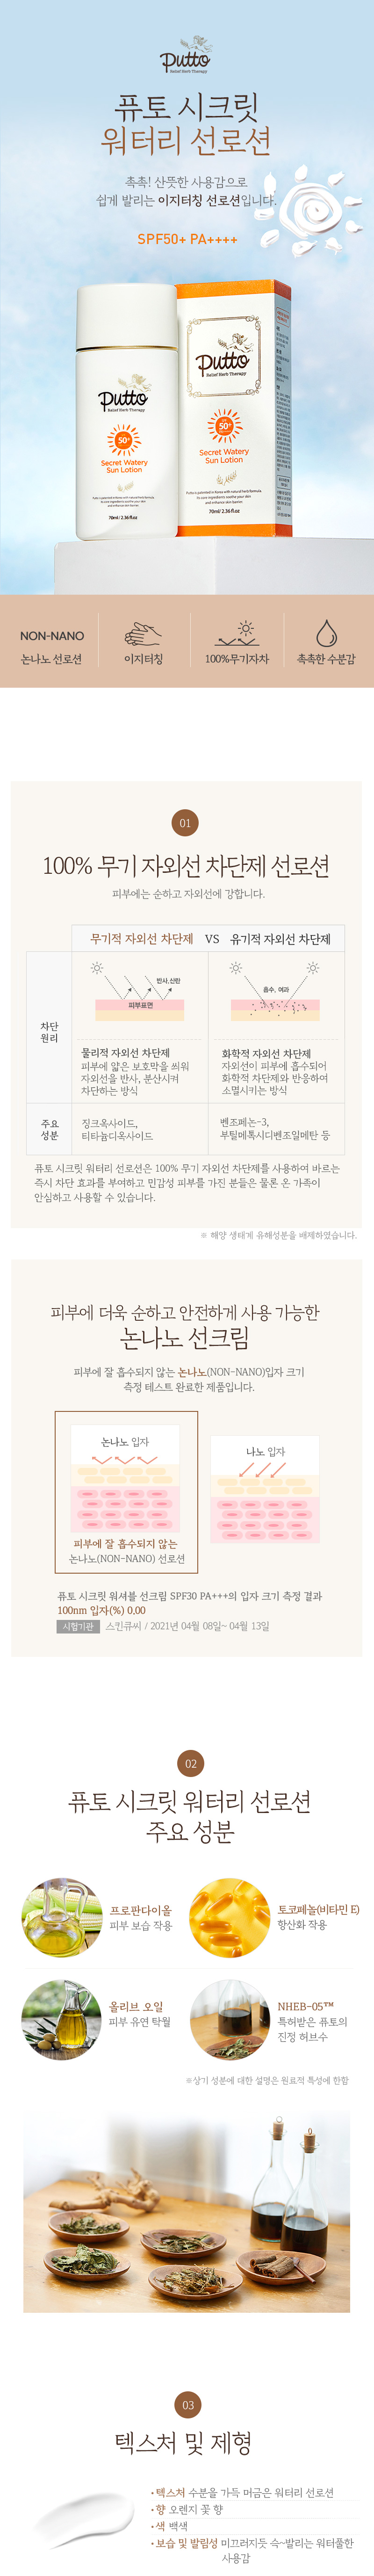 Putto
Relief Herb Therapy
퓨토 시크릿
워터리 선로션
촉촉! 산뜻한 사용감으로
쉽게 발리는 이지터칭 선로션입니다.
SPF50+ PA++++
Putto
Relief Herb Therapy
50+
Secret Watery
Sun Lotion
70ml/ 2.36 fl.oz
Putto
Relief Herb Therapy
50+
Secret Watery
Sun Lotion
70ml/ 2.36 fl.oz
NON-NANO
논나노 선로션
이지터칭
100%무기자차
촉촉한 수분감
01
100% 무기 자외선 차단제 선로션
피부에는 순하고 자외선에 강합니다.
무기적 자외선 차단제 VS 유기적 자외선 차단제
차단
원리
반사,산란
피부표면
물리적 자외선 차단제
피부에 얇은 보호막을 씌워
자외선을 반사, 분산시켜
차단하는 방식
흡수, 여과
화학적 자외선 차단제
자외선이 피부에 흡수되어
화학적 차단제와 반응하여
소멸시키는 방식
주요
성분
징크옥사이드,
티타늄디옥사이드
벤조페논-3,
부틸메톡시디벤조일메탄 등
퓨토 시크릿 워터리 선로션은 100% 무기 자외선 차단제를 사용하여 바르는
즉시 차단 효과를 부여하고 민감성 피부를 가진 분들은 물론 온 가족이
안심하고 사용할 수 있습니다.
※ 해양 생태계 유해성분을 배제하였습니다.
피부에 더욱 순하고 안전하게 사용 가능한
논나노 선크림
피부에 잘 흡수되지 않는 논나노(NON-NANO)입자 크기
측정 테스트 완료한 제품입니다.
논나노 입자
피부에 잘 흡수되지 않는
논나노(NON-NANO) 선로션
나노 입자
퓨토 시크릿 워셔블 선크림 SPF30 PA+++의 입자 크기 측정 결과
100nm 입자(%) 0.00
시험기관 스킨큐씨 / 2021년 04월 08일~ 04월 13일
02
퓨토 시크릿 워터리 선로션
주요 성분
프로판다이올
피부 보습 작용
토코페놀(비타민 E)
항산화 작용
올리브 오일
피부 유연 탁월
NHEB-05™
특허받은 퓨토의
진정 허브수
※상기 성분에 대한 설명은 원료적 특성에 한함
03
텍스처 및 제형
•텍스처 수분을 가득 머금은 워터리 선로션
•향 오렌지 꽃 향
•색 백색
•보습 및 발림성 미끄러지듯 슥~발리는 워터풀한
사용감